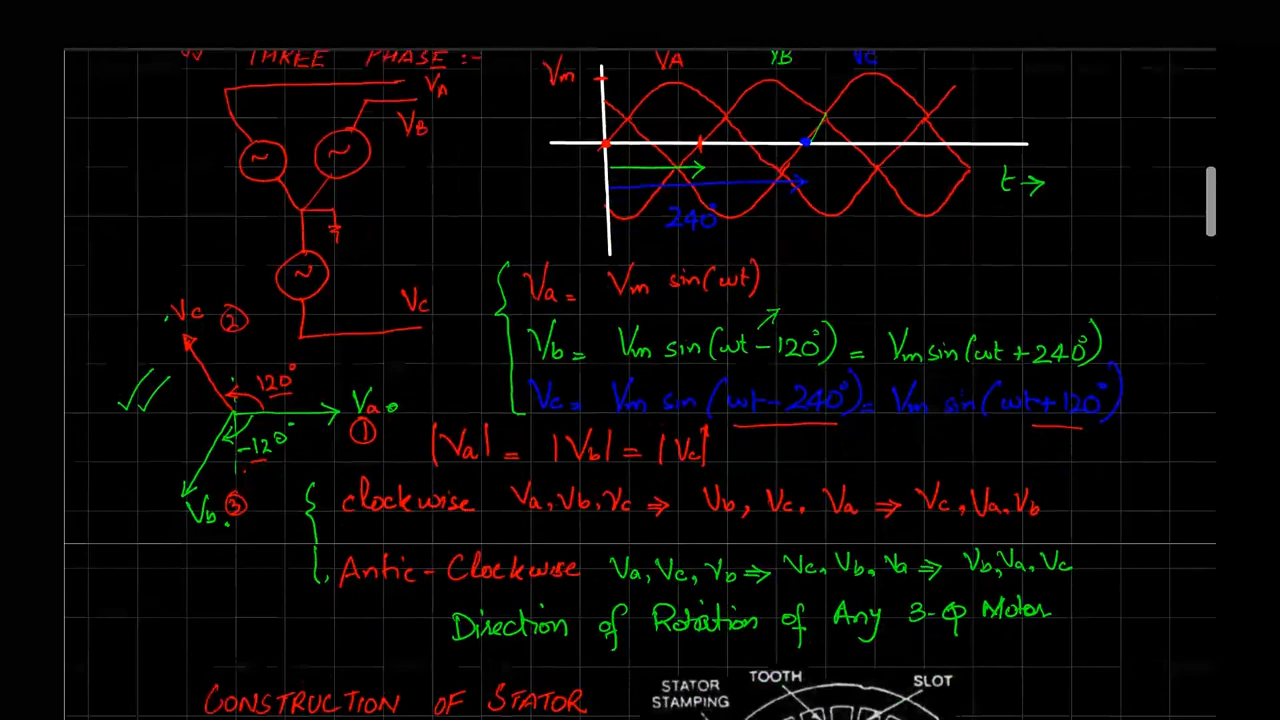 THREE PHASE :-
VA
VB
VC
Vm
VA
VB
VC
240°
t →
Va = Vm sin(ωt)
Vb = Vm sin(ωt -120°) = Vm sin(ωt + 240°)
Vc = Vm sin (ωt - 240°) = Vm sin (ωt + 120°)
|Va| = |Vb| = |Vc|
Vc ②
120°
Va
①
-120°
Vb ③
clockwise Va, Vb, Vc ⇒ Vb, Vc, Va ⇒ Vc, Va, Vb
Antic-Clockwise Va, Vc, Vb ⇒ Vc, Vb, Va ⇒ Vb, Va, Vc
Direction of Rotation of Any 3-φ Motor
CONSTRUCTION OF STATOR
STATOR
STAMPING
TOOTH
SLOT